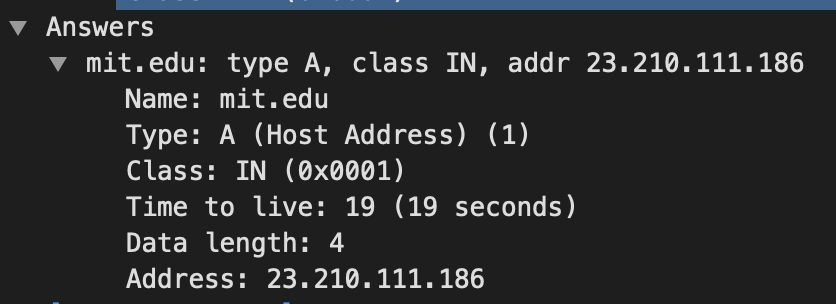 Answers
mit.edu: type A, class IN, addr 23.210.111.186
Name: mit.edu
Type: A (Host Address) (1)
Class: IN (0x0001)
Time to live: 19 (19 seconds)
Data length: 4
Address: 23.210.111.186